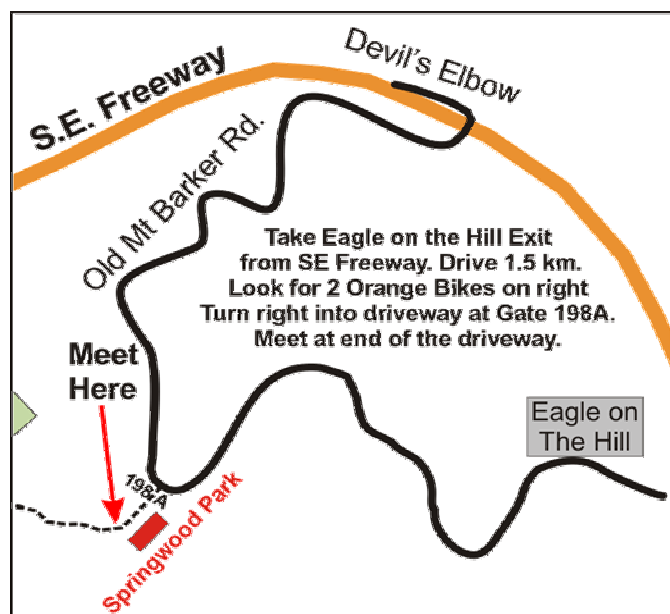 Devil's Elbow
S.E. Freeway
Old Mt Barker Rd.
Take Eagle on the Hill Exit
from SE Freeway. Drive 1.5 km.
Look for 2 Orange Bikes on right
Turn right into driveway at Gate 198A.
Meet at end of the driveway.
Meet
Here
Eagle on
The Hill
198A
Springwood Park